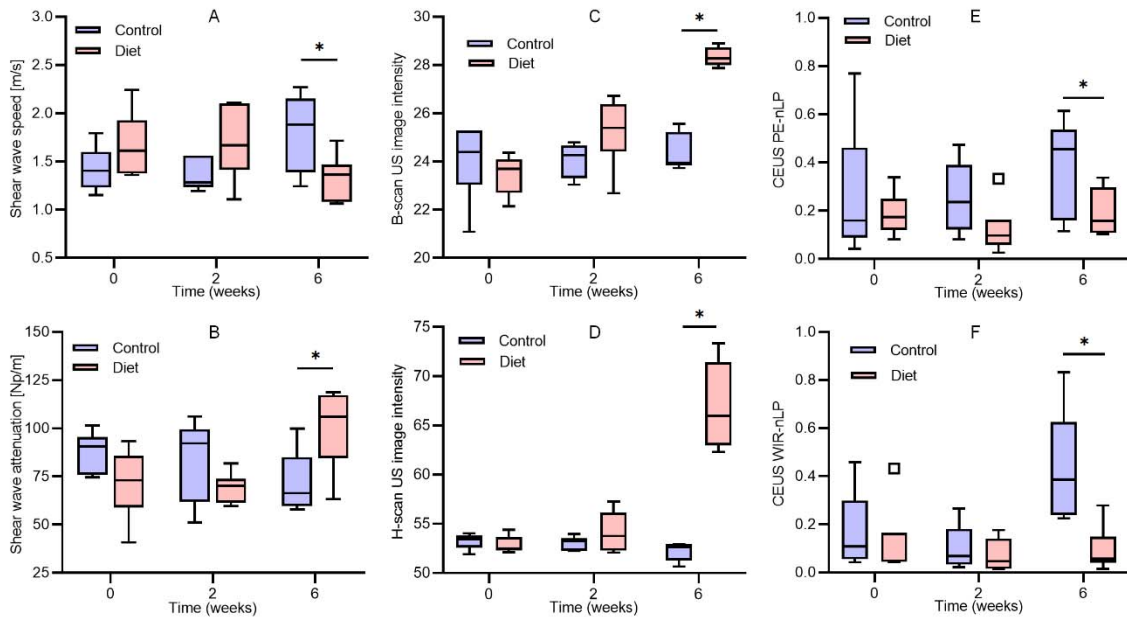 A
Control
Diet
*
Shear wave speed [m/s]
3.0
2.5
2.0
1.5
1.0
0.5
0
2
6
Time (weeks)
C
Control
Diet
*
B-scan US image intensity
30
28
26
24
22
20
0
2
6
Time (weeks)
E
Control
Diet
*
CEUS PE-nLP
1.0
0.8
0.6
0.4
0.2
0.0
0
2
6
Time (weeks)
B
Control
Diet
*
Shear wave attenuation [Np/m]
150
125
100
75
50
25
0
2
6
Time (weeks)
D
Control
Diet
*
H-scan US image intensity
75
70
65
60
55
50
0
2
6
Time (weeks)
F
Control
Diet
*
CEUS WIR-nLP
1.0
0.8
0.6
0.4
0.2
0.0
0
2
6
Time (weeks)